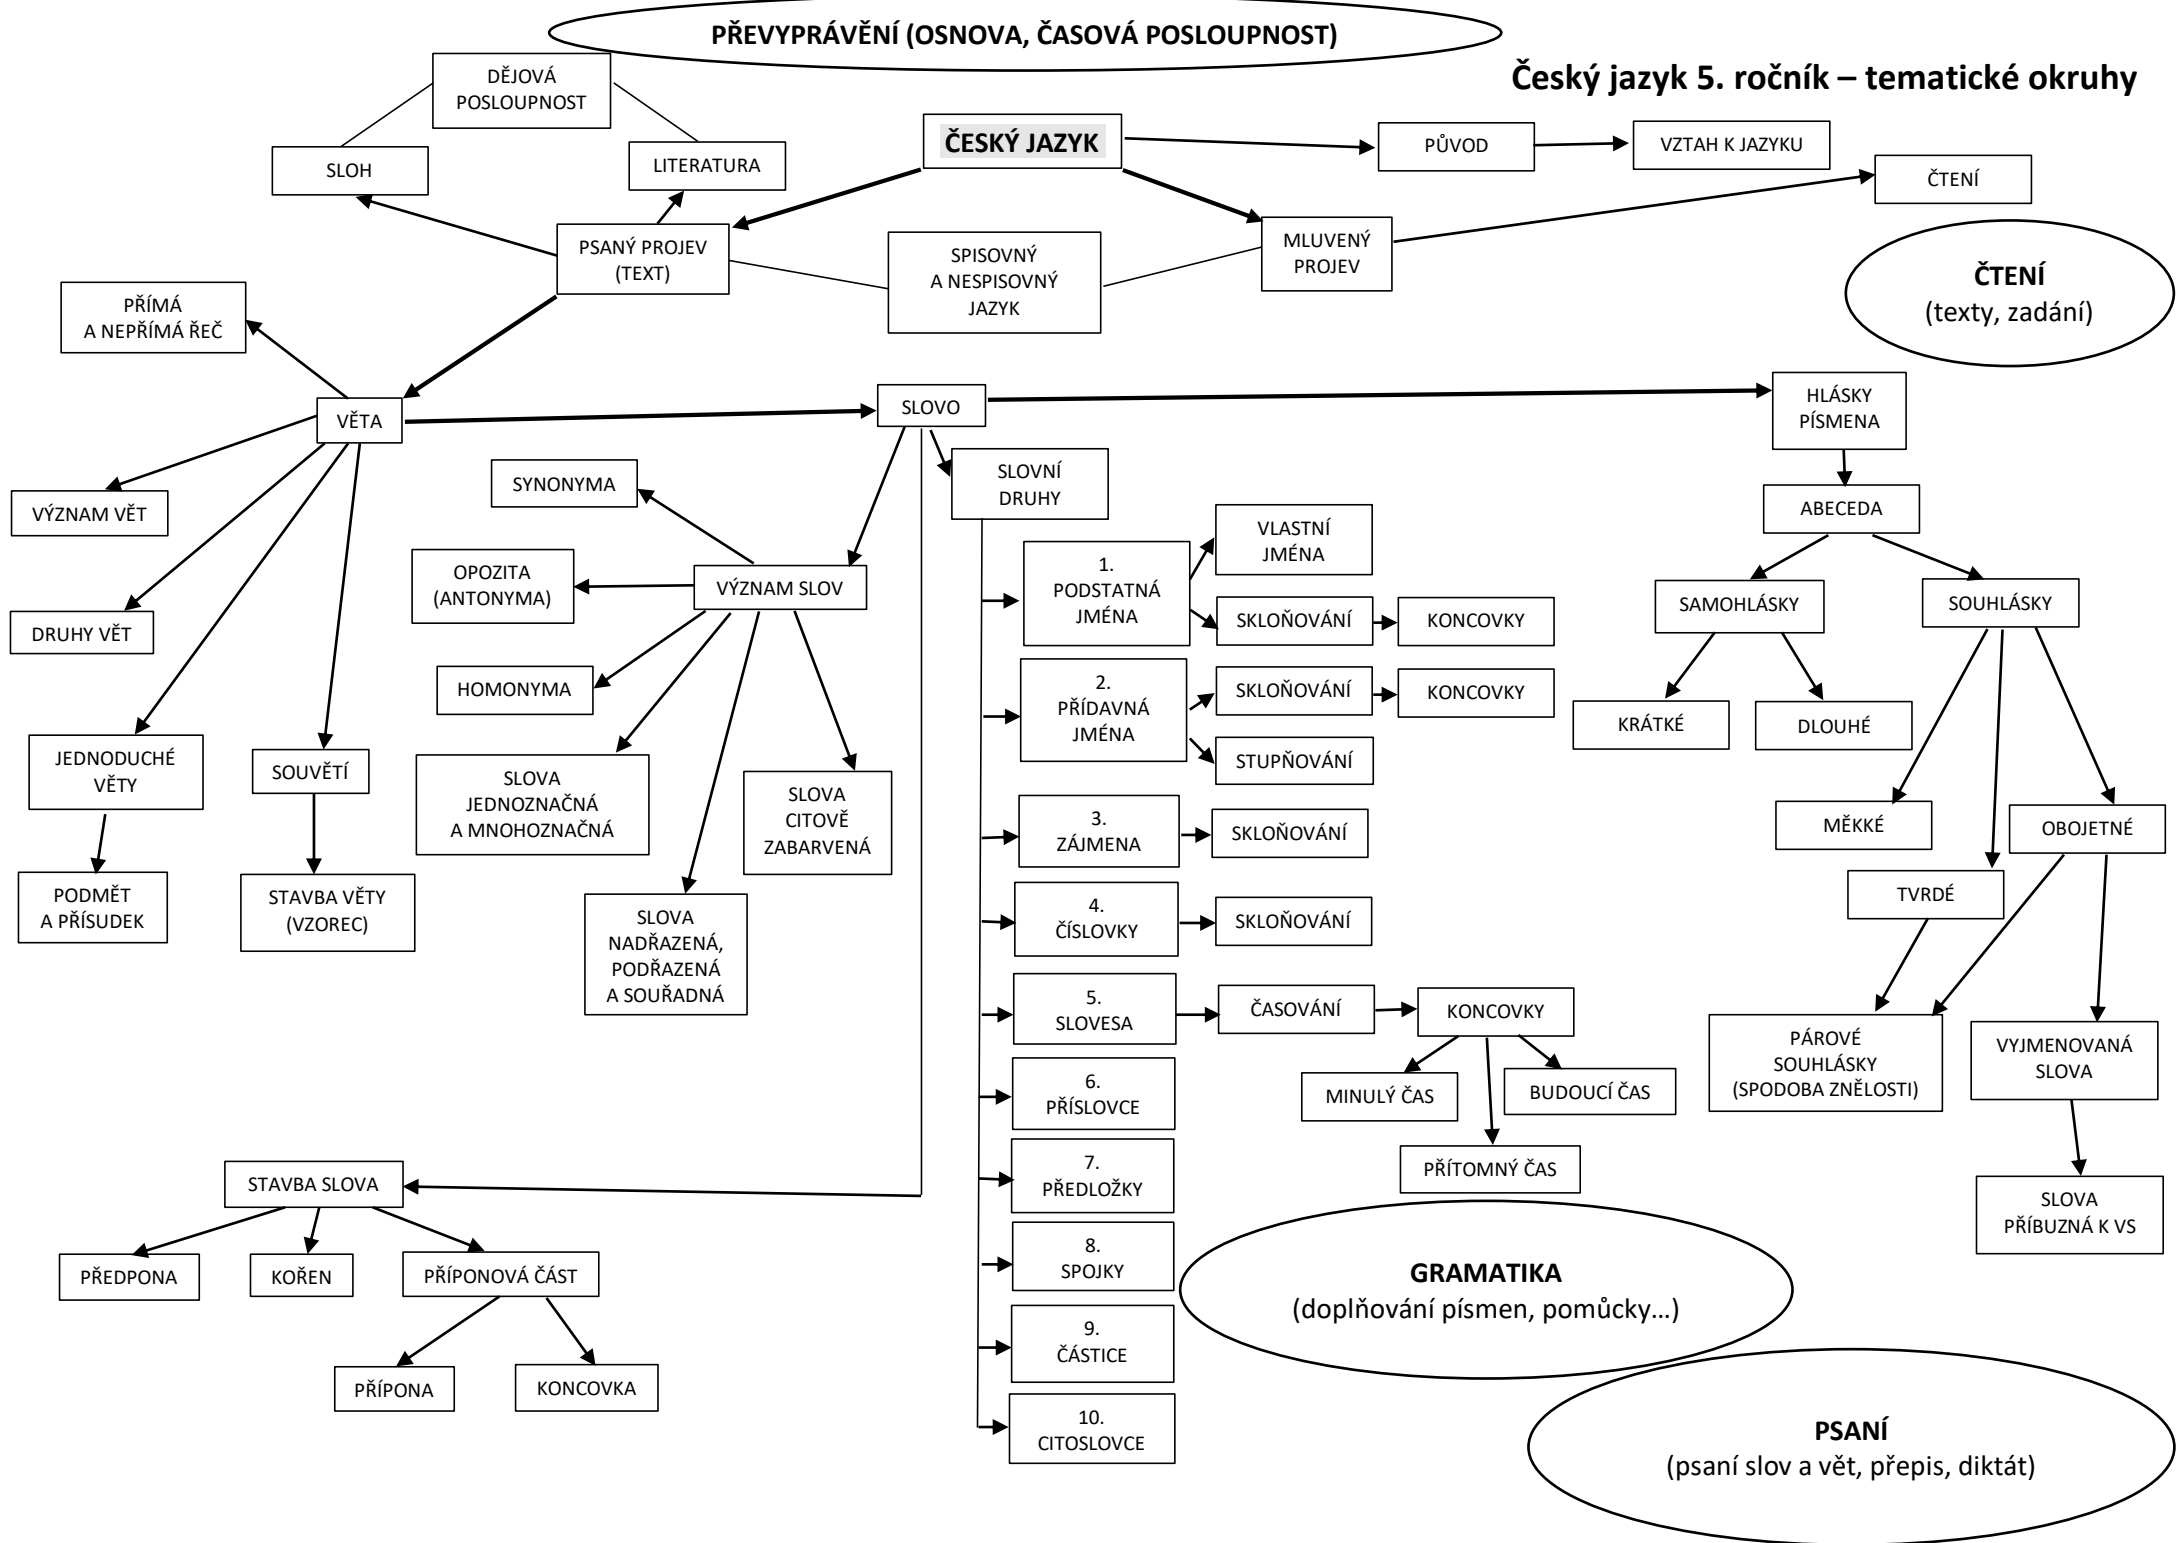 PŘEVYPRÁVĚNÍ (OSNOVA, ČASOVÁ POSLOUPNOST)
Český jazyk 5. ročník – tematické okruhy
DĚJOVÁ
POSLOUPNOST
SLOH
LITERATURA
ČESKÝ JAZYK
PŮVOD
VZTAH K JAZYKU
ČTENÍ
PSANÝ PROJEV
(TEXT)
SPISOVNÝ
A NESPISOVNÝ
JAZYK
MLUVENÝ
PROJEV
ČTENÍ
(texty, zadání)
PŘÍMÁ
A NEPŘÍMÁ ŘEČ
VĚTA
SLOVO
HLÁSKY
PÍSMENA
VÝZNAM VĚT
DRUHY VĚT
JEDNODUCHÉ
VĚTY
SOUVĚTÍ
PODMĚT
A PŘÍSUDEK
STAVBA VĚTY
(VZOREC)
SYNONYMA
OPOZITA
(ANTONYMA)
VÝZNAM SLOV
HOMONYMA
SLOVA
JEDNOZNAČNÁ
A MNOHOZNAČNÁ
SLOVA
CITOVĚ
ZABARVENÁ
SLOVA
NADŘAZENÁ,
PODŘAZENÁ
A SOUŘADNÁ
SLOVNÍ
DRUHY
1.
PODSTATNÁ
JMÉNA
VLASTNÍ
JMÉNA
SKLOŇOVÁNÍ
KONCOVKY
2.
PŘÍDAVNÁ
JMÉNA
SKLOŇOVÁNÍ
KONCOVKY
STUPŇOVÁNÍ
3.
ZÁJMENA
SKLOŇOVÁNÍ
4.
ČÍSLOVKY
SKLOŇOVÁNÍ
5.
SLOVESA
ČASOVÁNÍ
KONCOVKY
MINULÝ ČAS
BUDOUCÍ ČAS
PŘÍTOMNÝ ČAS
6.
PŘÍSLOVCE
7.
PŘEDLOŽKY
8.
SPOJKY
9.
ČÁSTICE
10.
CITOSLOVCE
ABECEDA
SAMOHLÁSKY
SOUHLÁSKY
KRÁTKÉ
DLOUHÉ
MĚKKÉ
OBOJETNÉ
TVRDÉ
PÁROVÉ
SOUHLÁSKY
(SPODOBA ZNĚLOSTI)
VYJMENOVANÁ
SLOVA
SLOVA
PŘÍBUZNÁ K VS
STAVBA SLOVA
PŘEDPONA
KOŘEN
PŘÍPONOVÁ ČÁST
PŘÍPONA
KONCOVKA
GRAMATIKA
(doplňování písmen, pomůcky…)
PSANÍ
(psaní slov a vět, přepis, diktát)